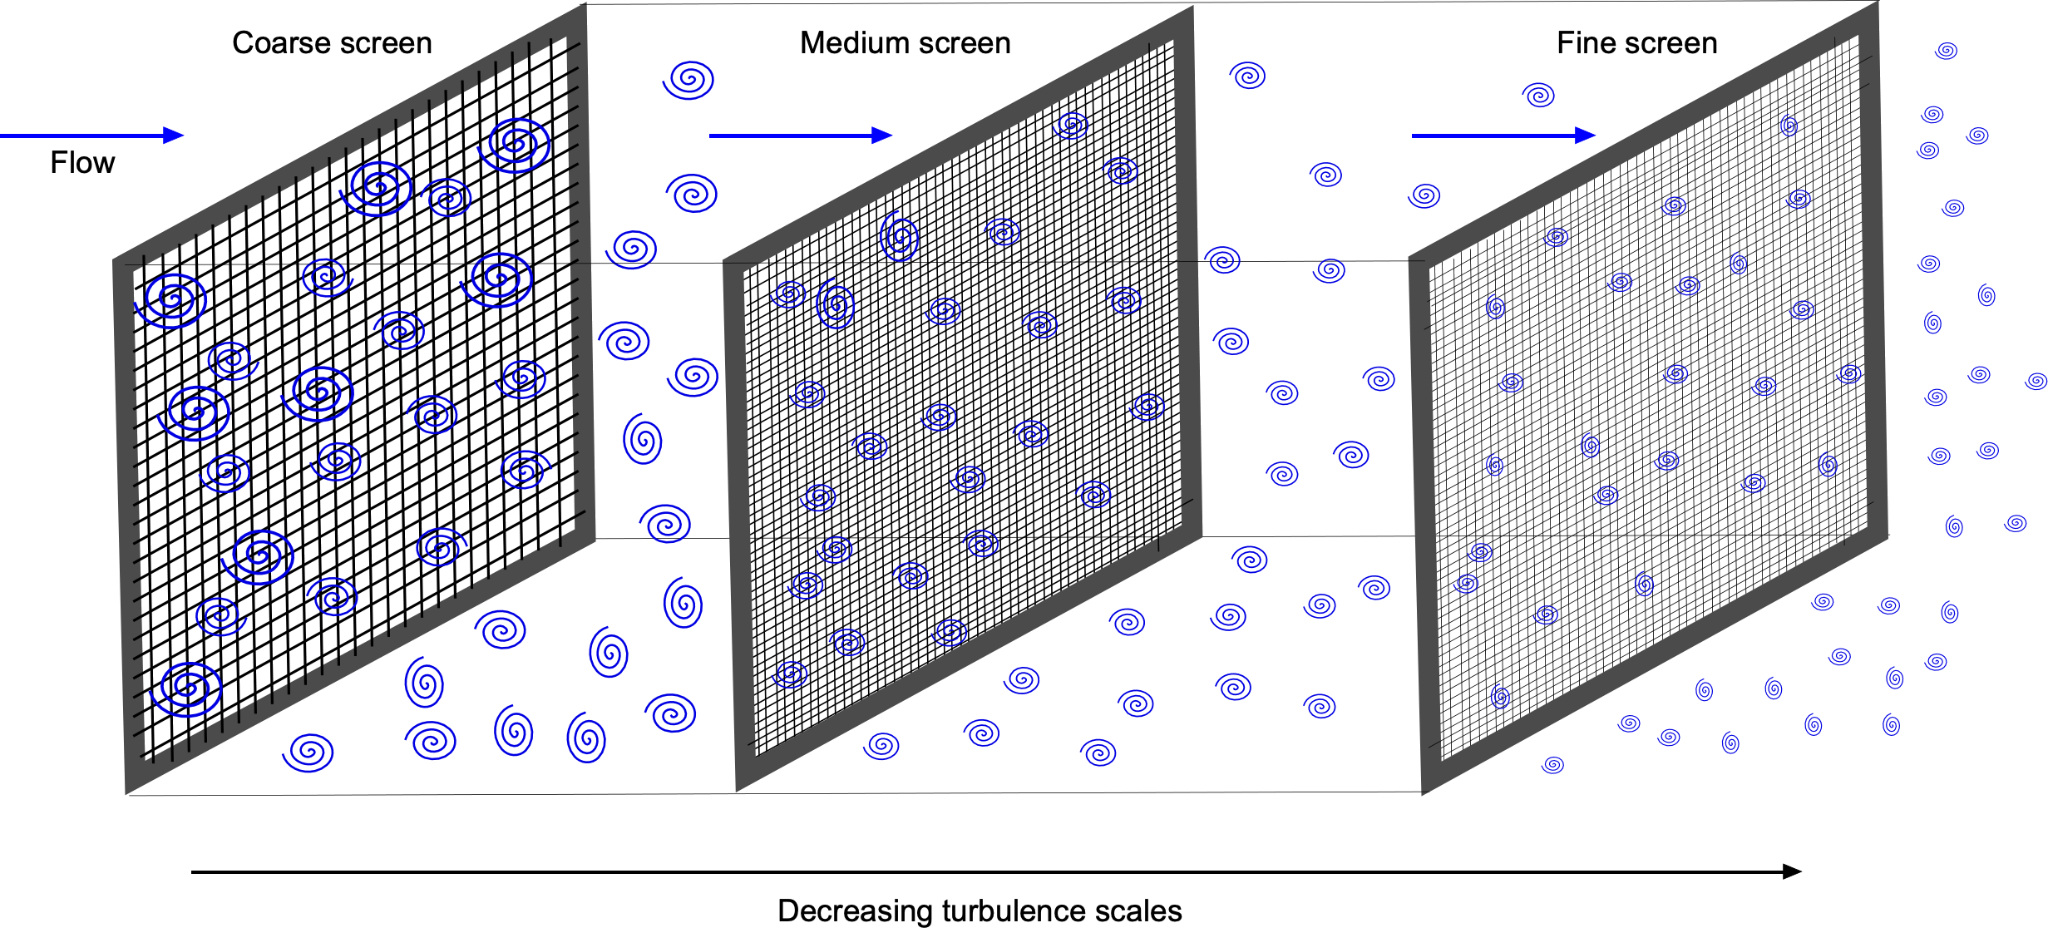 Coarse screen
Medium screen
Fine screen
Flow
Decreasing turbulence scales